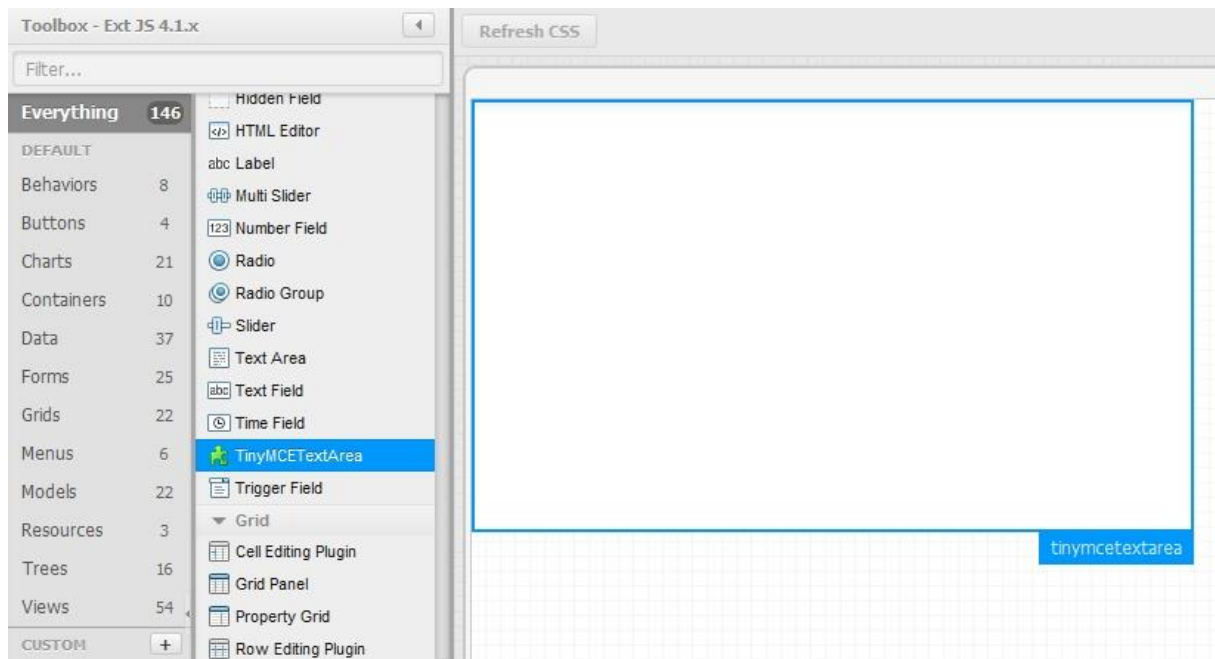 Toolbox - Ext JS 4.1.x
Refresh CSS
Filter...
Everything 146
DEFAULT
Behaviors 8
Buttons 4
Charts 21
Containers 10
Data 37
Forms 25
Grids 22
Menus 6
Models 22
Resources 3
Trees 16
Views 54
CUSTOM +
Hidden Field
</> HTML Editor
abc Label
Multi Slider
123 Number Field
Radio
Radio Group
Slider
Text Area
abc Text Field
Time Field
TinyMCETextArea
Trigger Field
Grid
Cell Editing Plugin
Grid Panel
Property Grid
Row Editing Plugin
tinymcetextarea